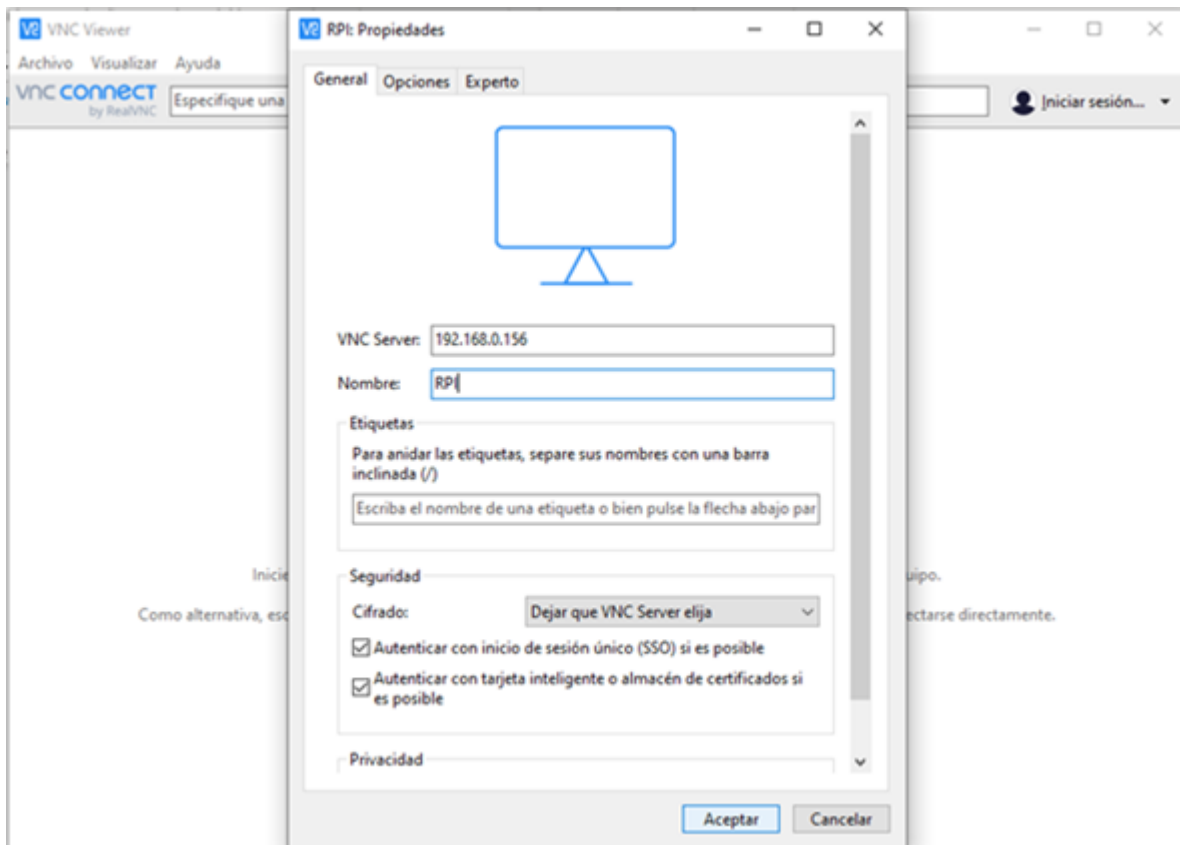 VNC Viewer
Archivo Visualizar Ayuda
vnc connect
by RealVNC
Especifique una
Iniciar sesión...
RPI: Propiedades
General Opciones Experto
VNC Server: 192.168.0.156
Nombre: RPI
Etiquetas
Para anidar las etiquetas, separe sus nombres con una barra
inclinada (/)
Escriba el nombre de una etiqueta o bien pulse la flecha abajo par
Seguridad
Cifrado: Dejar que VNC Server elija
Autenticar con inicio de sesión único (SSO) si es posible
Autenticar con tarjeta inteligente o almacén de certificados si
es posible
Privacidad
Aceptar Cancelar
Inicie
uipo.
Como alternativa, esc
ectarse directamente.